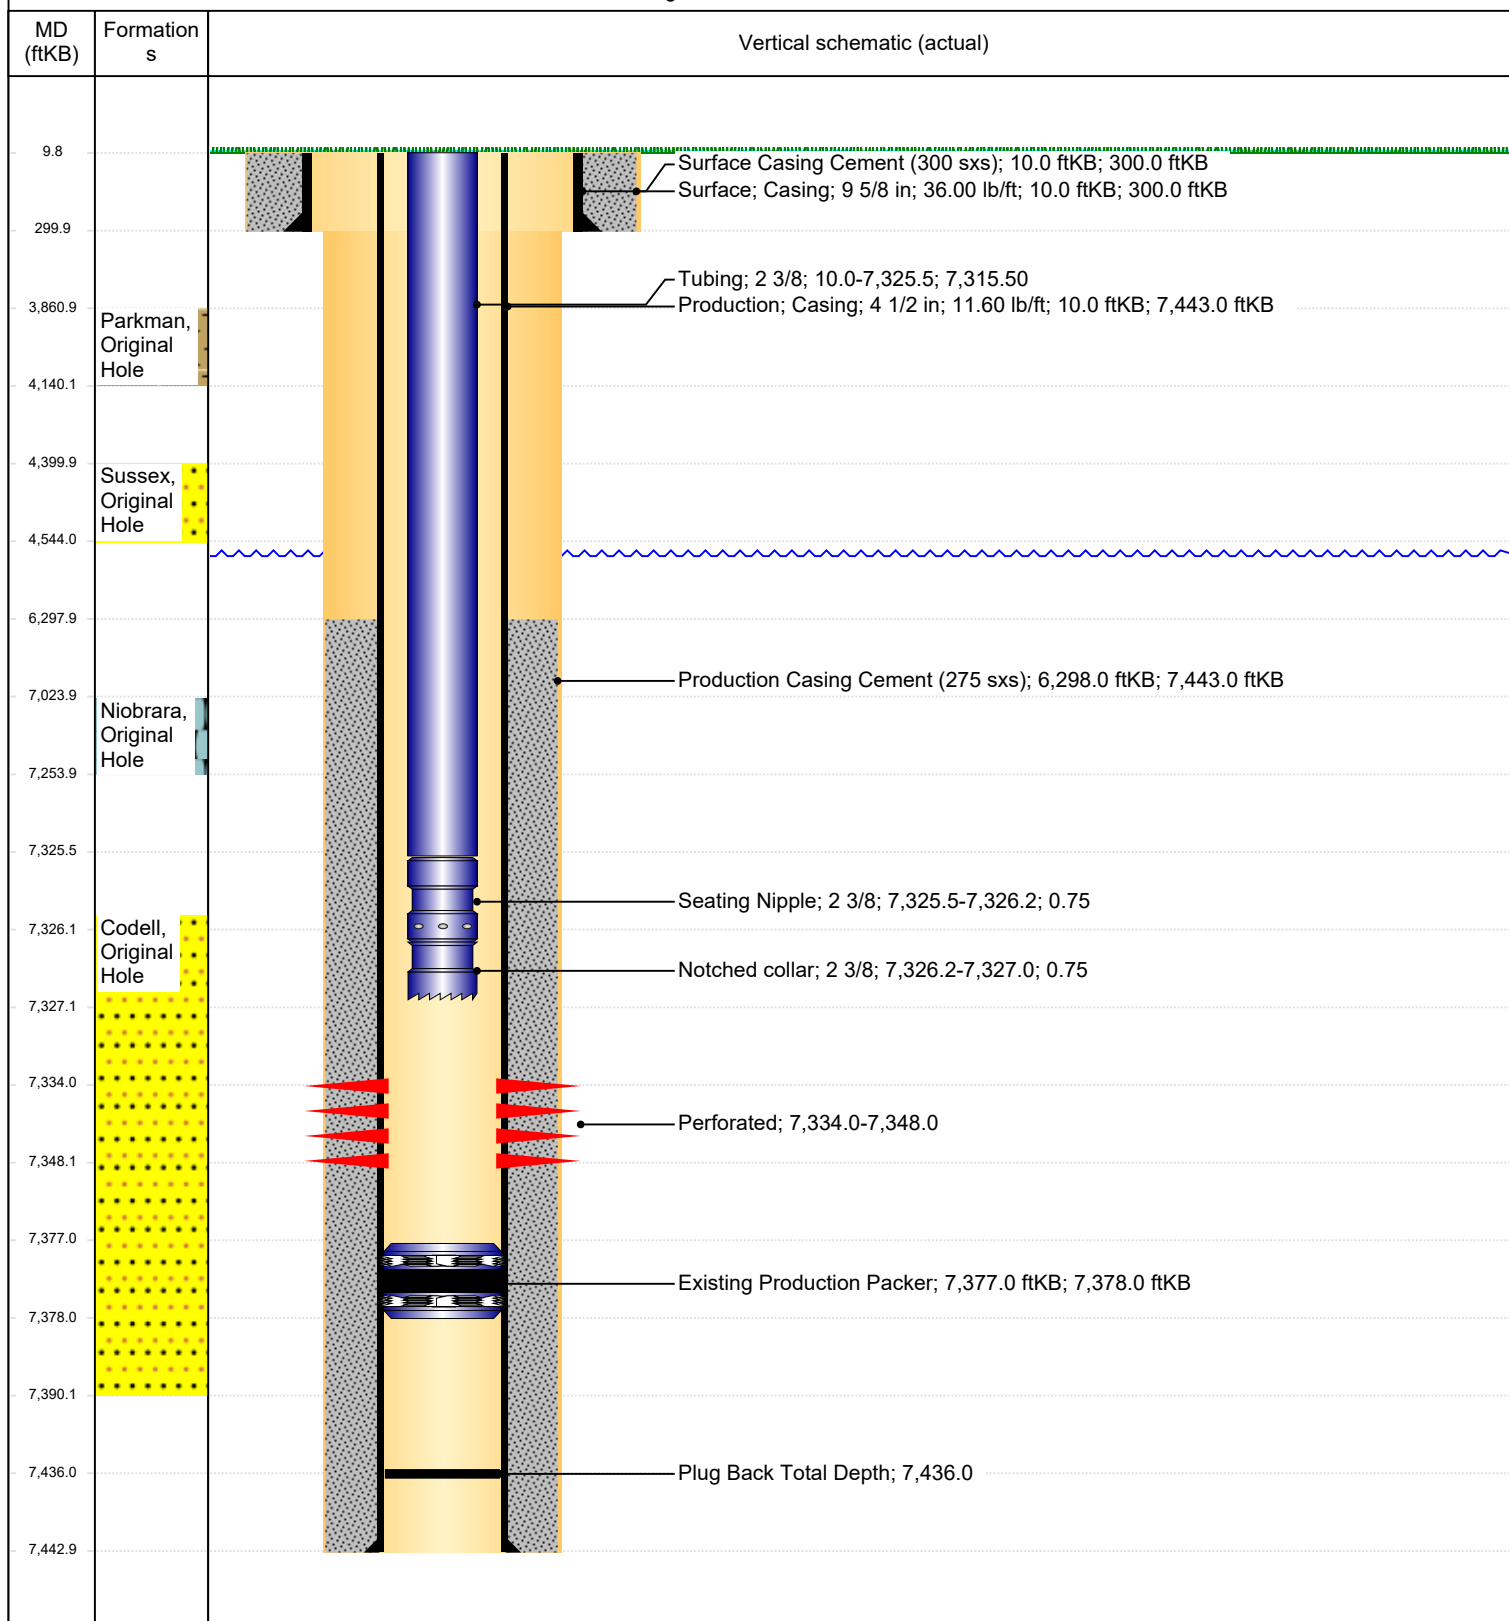 MD
(ftKB)
Formation
s
Vertical schematic (actual)
9.8
Surface Casing Cement (300 sxs); 10.0 ftKB; 300.0 ftKB
Surface; Casing; 9 5/8 in; 36.00 lb/ft; 10.0 ftKB; 300.0 ftKB
299.9
Tubing; 2 3/8; 10.0-7,325.5; 7,315.50
3,860.9
Production; Casing; 4 1/2 in; 11.60 lb/ft; 10.0 ftKB; 7,443.0 ftKB
Parkman,
Original
Hole
4,140.1
4,399.9
Sussex,
Original
Hole
4,544.0
6,297.9
Production Casing Cement (275 sxs); 6,298.0 ftKB; 7,443.0 ftKB
7,023.9
Niobrara,
Original
Hole
7,253.9
7,325.5
Seating Nipple; 2 3/8; 7,325.5-7,326.2; 0.75
7,326.1
Codell,
Original
Hole
Notched collar; 2 3/8; 7,326.2-7,327.0; 0.75
7,327.1
7,334.0
Perforated; 7,334.0-7,348.0
7,348.1
7,377.0
Existing Production Packer; 7,377.0 ftKB; 7,378.0 ftKB
7,378.0
7,390.1
7,436.0
Plug Back Total Depth; 7,436.0
7,442.9